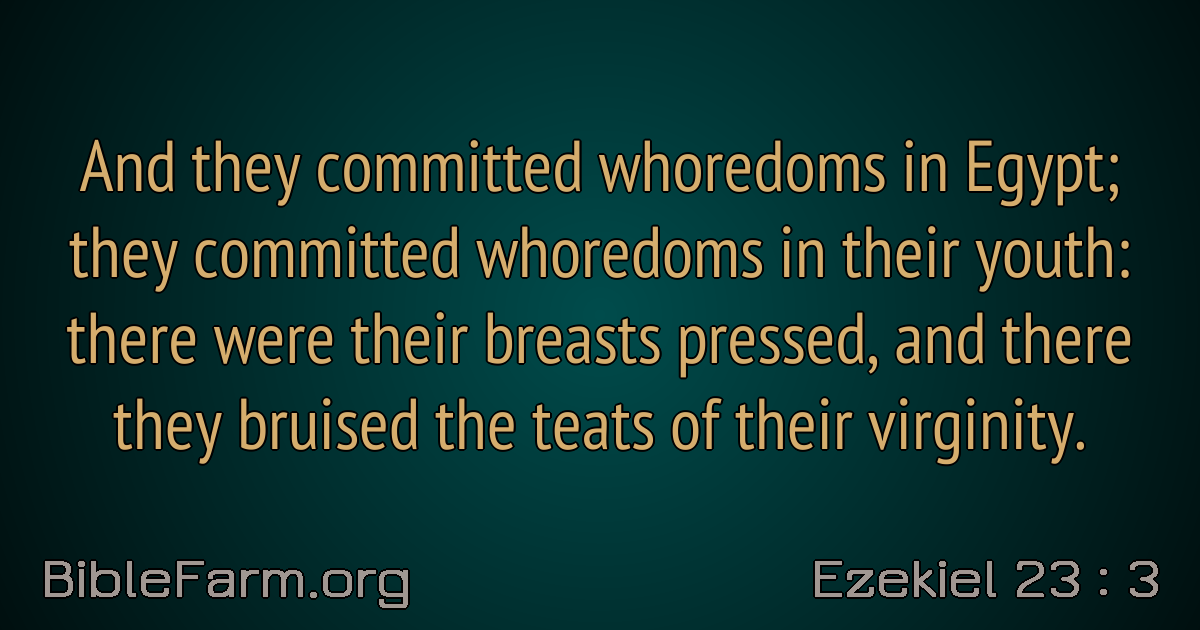 And they committed whoredoms in Egypt;
they committed whoredoms in their youth:
there were their breasts pressed, and there
they bruised the teats of their virginity.
BibleFarm.org
Ezekiel 23 : 3